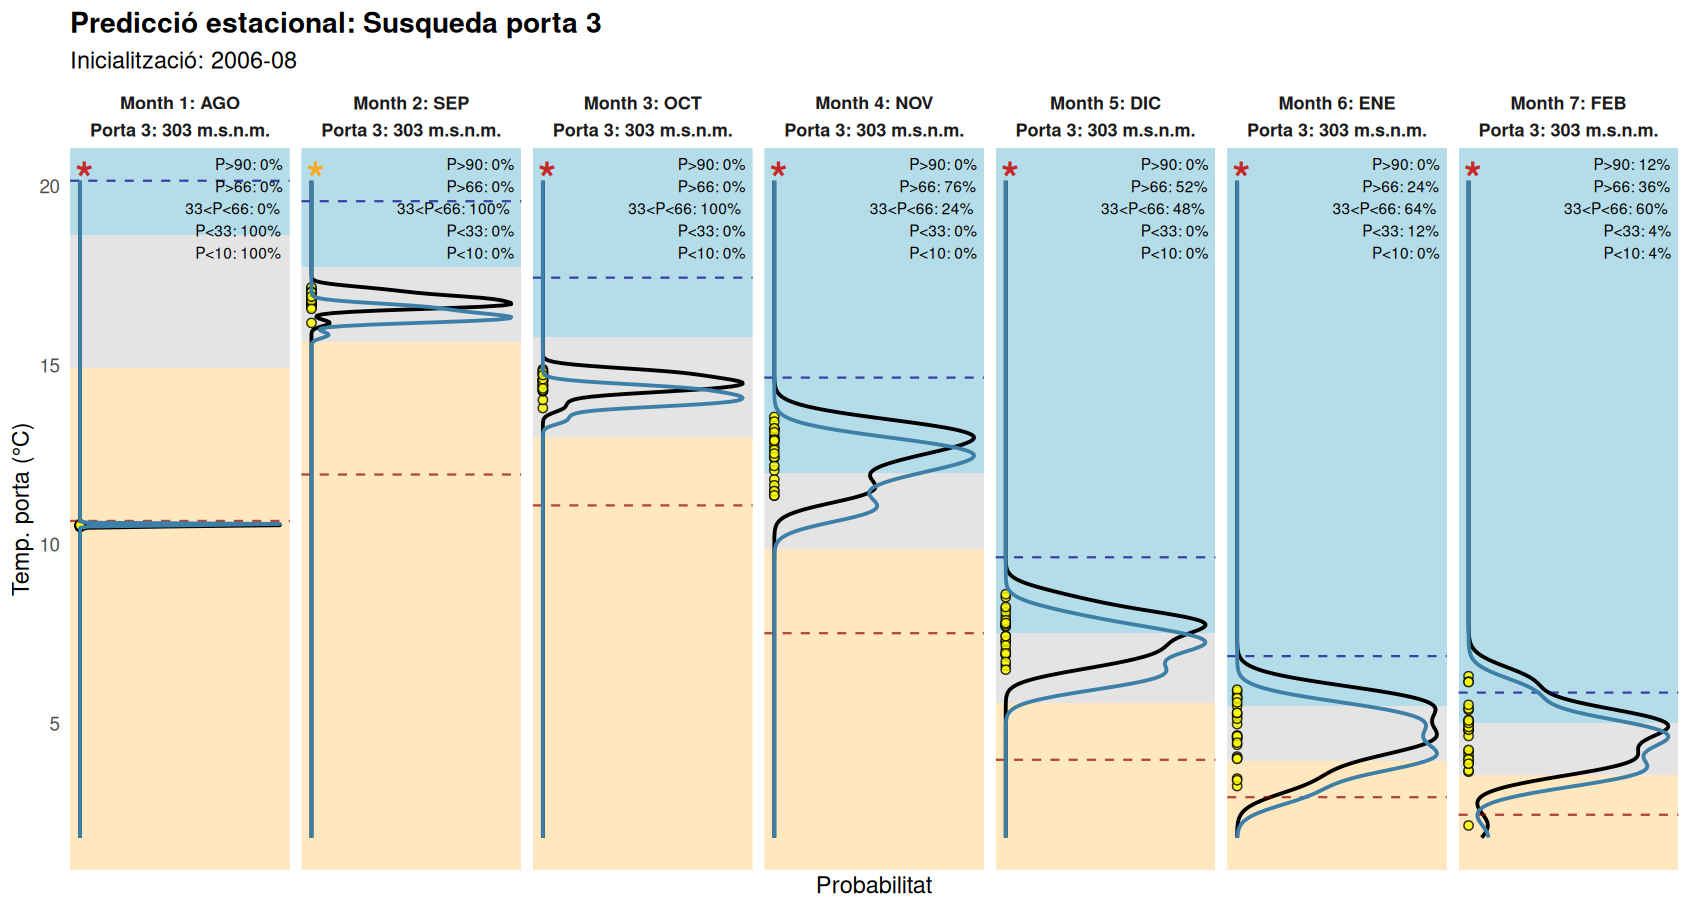 Predicció estacional: Susqueda porta 3
Inicialització: 2006-08
Month 1: AGO
Porta 3: 303 m.s.n.m.
Month 2: SEP
Porta 3: 303 m.s.n.m.
Month 3: OCT
Porta 3: 303 m.s.n.m.
Month 4: NOV
Porta 3: 303 m.s.n.m.
Month 5: DIC
Porta 3: 303 m.s.n.m.
Month 6: ENE
Porta 3: 303 m.s.n.m.
Month 7: FEB
Porta 3: 303 m.s.n.m.
*
P>90: 0%
P>66: 0%
33<P<66: 0%
P<33: 100%
P<10: 100%
*
P>90: 0%
P>66: 0%
33<P<66: 100%
P<33: 0%
P<10: 0%
*
P>90: 0%
P>66: 0%
33<P<66: 100%
P<33: 0%
P<10: 0%
*
P>90: 0%
P>66: 76%
33<P<66: 24%
P<33: 0%
P<10: 0%
*
P>90: 0%
P>66: 52%
33<P<66: 48%
P<33: 0%
P<10: 0%
*
P>90: 0%
P>66: 24%
33<P<66: 64%
P<33: 12%
P<10: 0%
*
P>90: 12%
P>66: 36%
33<P<66: 60%
P<33: 4%
P<10: 4%
20
15
10
5
Temp. porta (°C)
Probabilitat